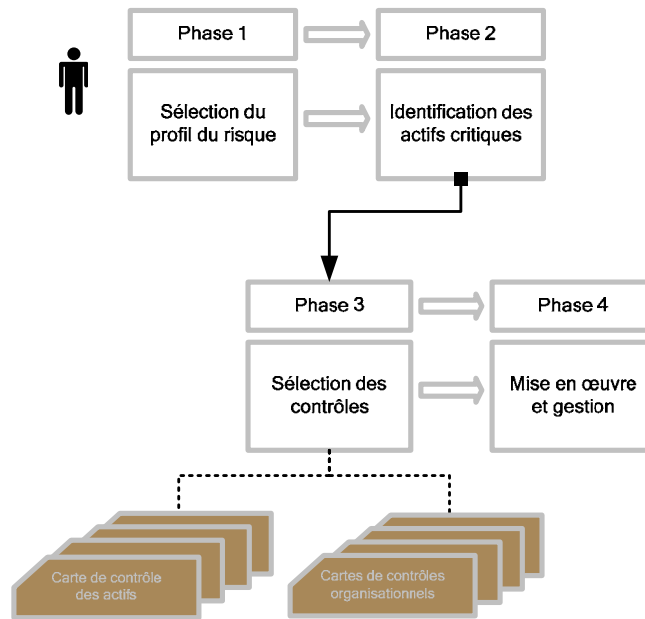 Phase 1
Phase 2
Sélection du
profil du risque
Identification des
actifs critiques
Phase 3
Phase 4
Sélection des
contrôles
Mise en œuvre
et gestion
Carte de contrôle
des actifs
Cartes de contrôles
organisationnels